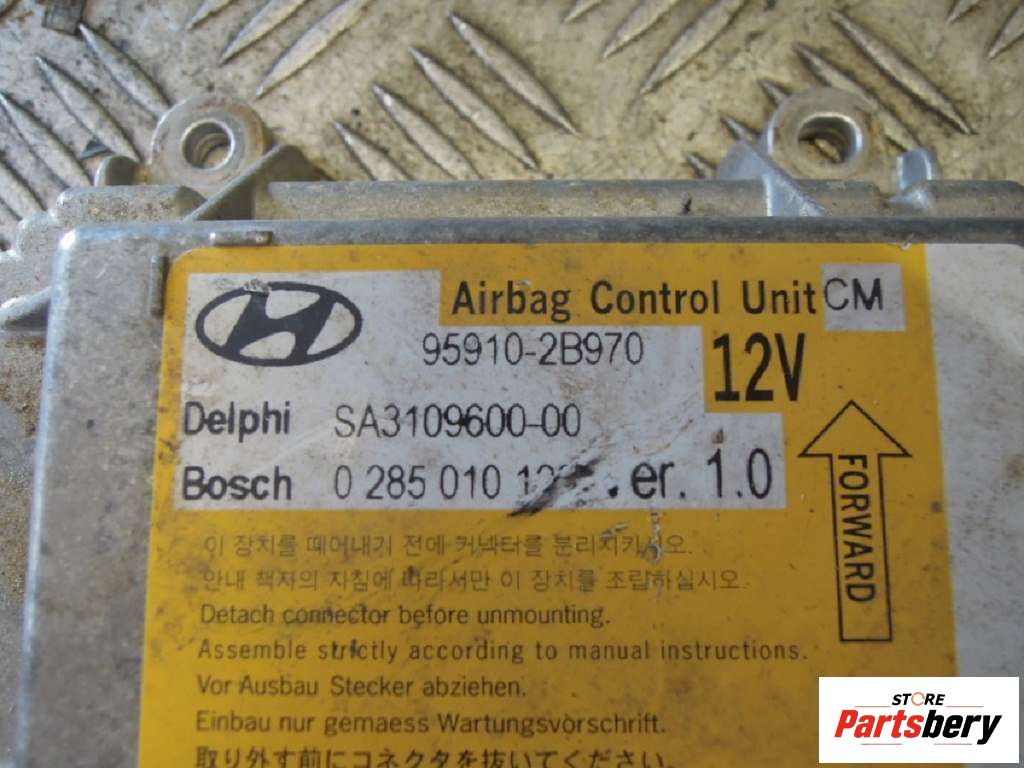 Airbag Control Unit CM
95910-2B970
12V
Delphi SA3109600-00
Bosch 0 285 010 er. 1.0
FORWARD
이 장치를 떼어내기 전에 커넥터를 분리시키시오.
안내 책자의 지침에 따라서만 이 장치를 조립하십시오.
Detach connector before unmounting.
Assemble strictly according to manual instructions.
Vor Ausbau Stecker abziehen.
Einbau nur gemaess Wartungsvorschrift.
取り外す前にコネクタを抜いてください.
STORE
Partsbery